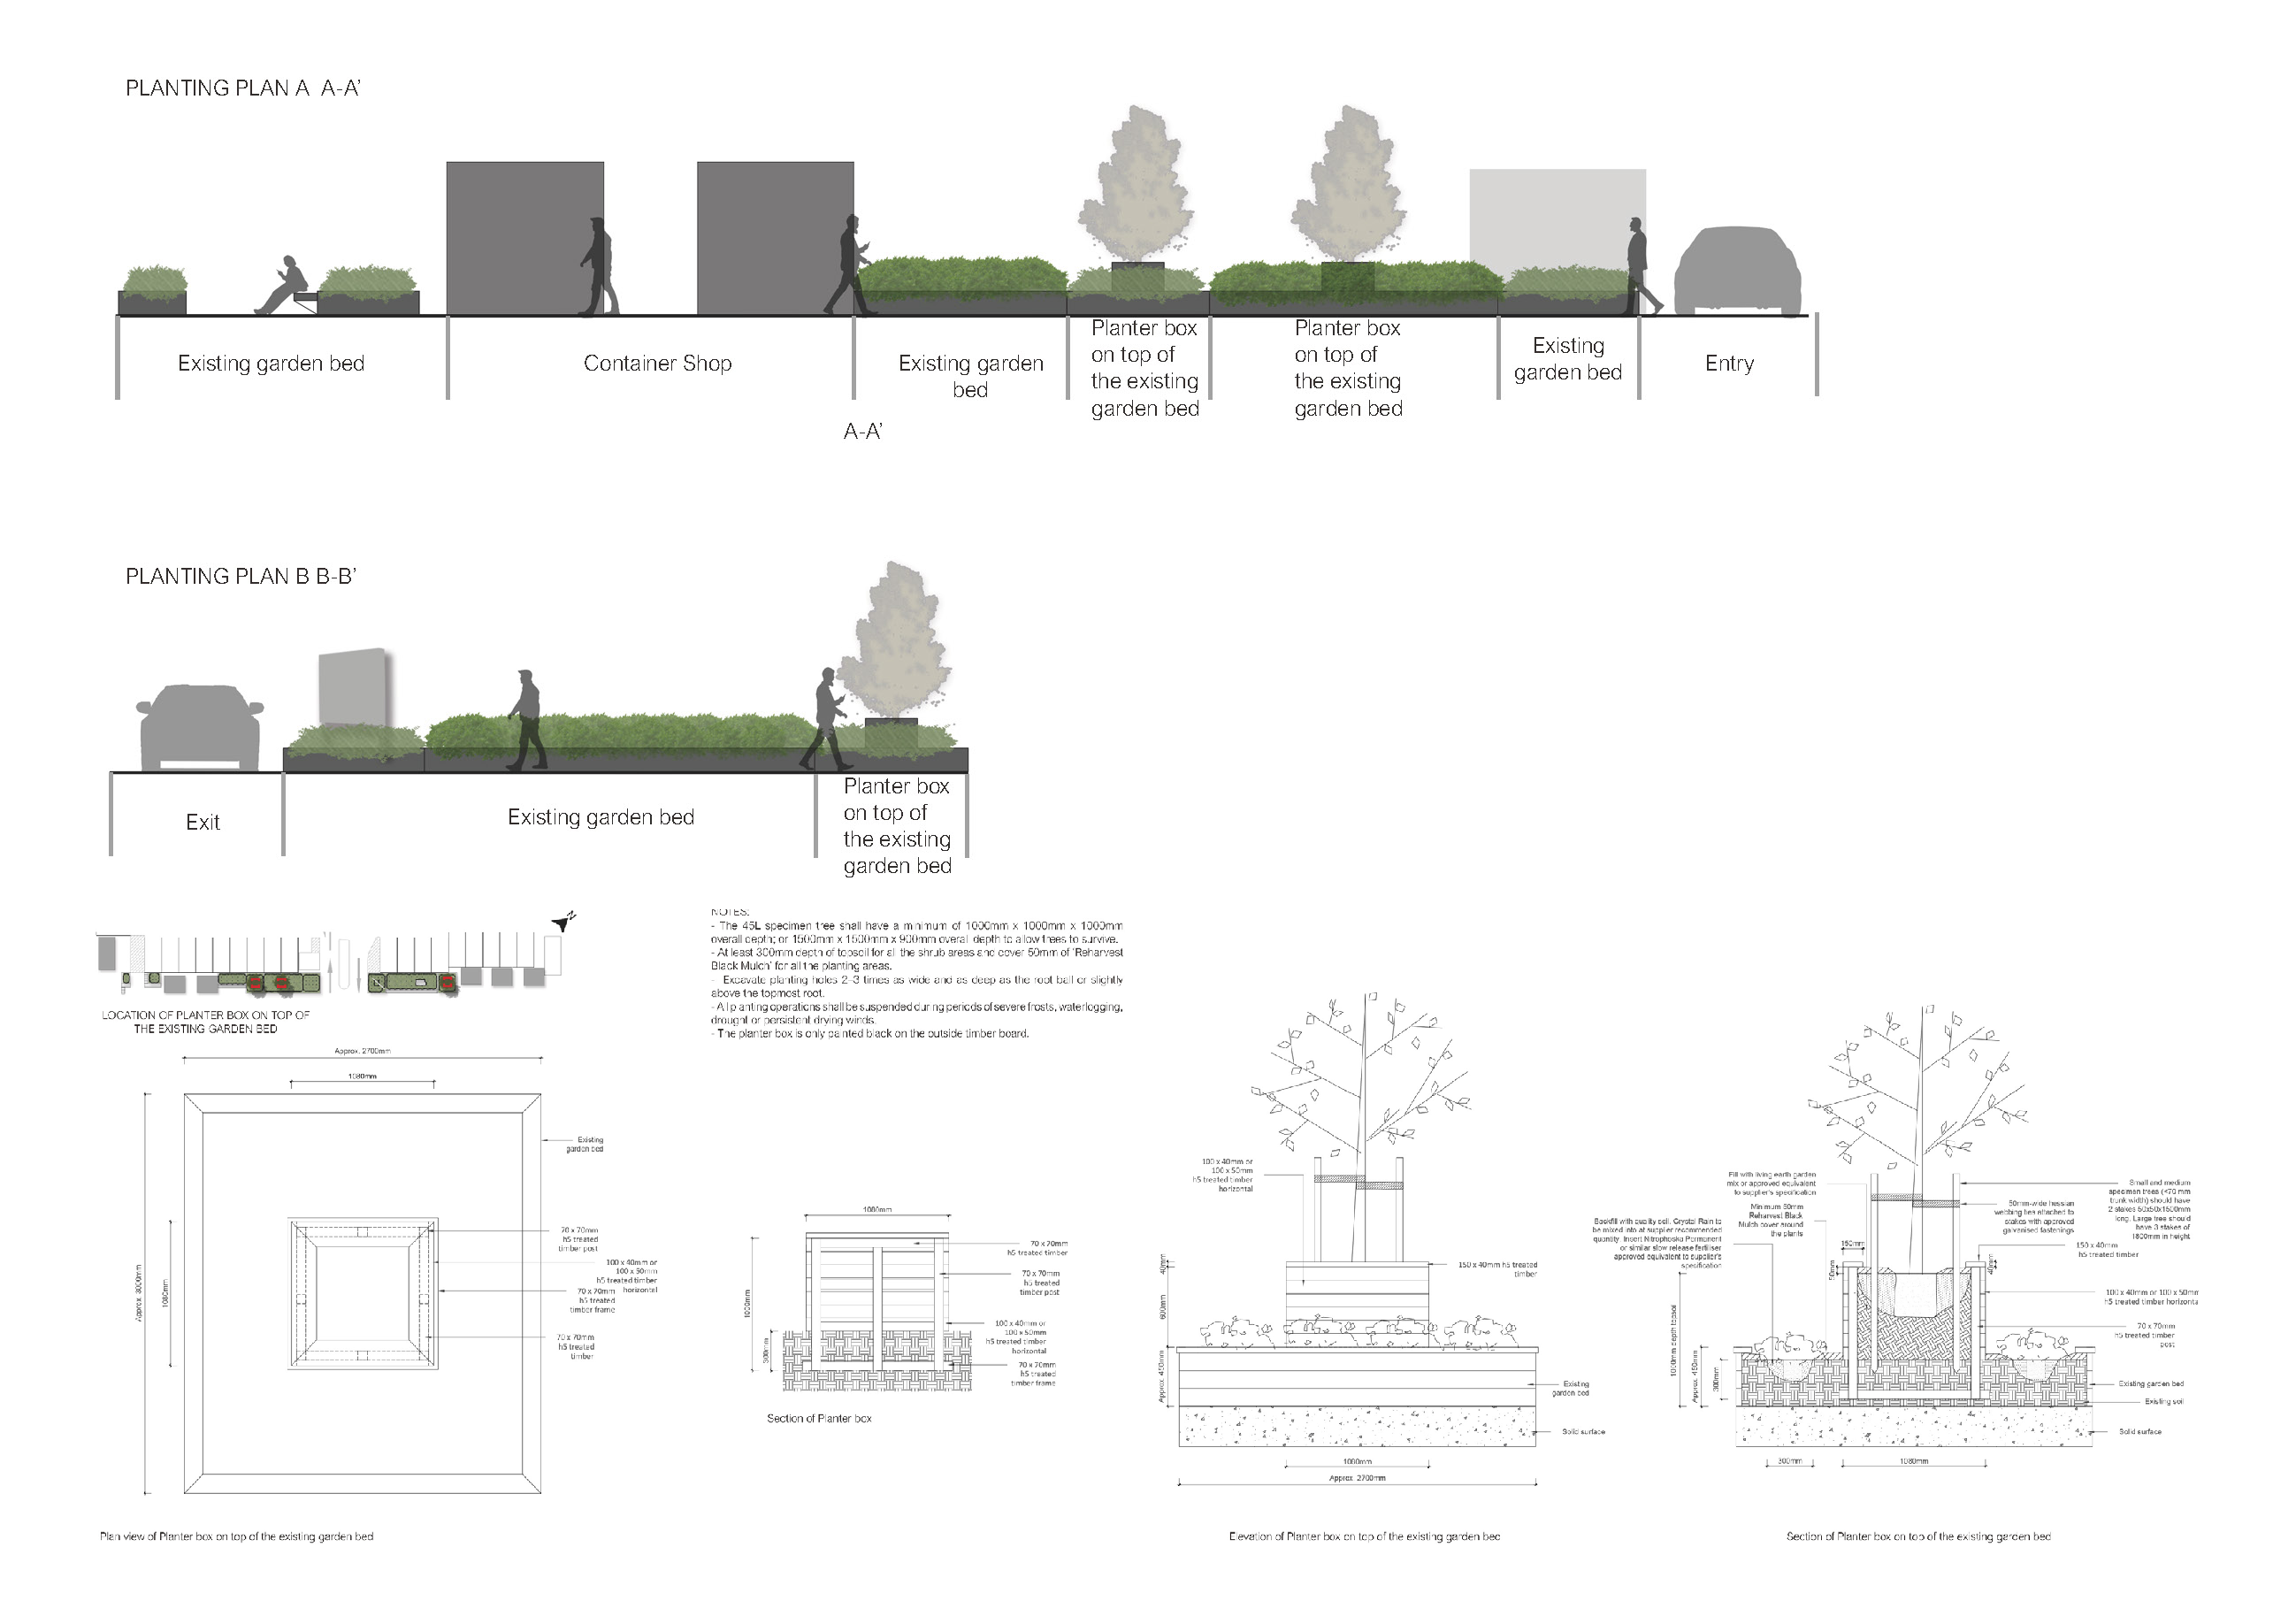 PLANTING PLAN A  A-A'
Existing garden bed
Container Shop
Existing garden
bed
Planter box
on top of
the existing
garden bed
Planter box
on top of
the existing
garden bed
Existing
garden bed
Entry
A-A'
PLANTING PLAN B B-B'
Exit
Existing garden bed
Planter box
on top of
the existing
garden bed
N
LOCATION OF PLANTER BOX ON TOP OF
THE EXISTING GARDEN BED
NOTES:
- The 45L specimen tree shall have a minimum of 1000mm x 1000mm x 1000mm
overall depth; or 1500mm x 1500mm x 900mm overall depth to allow trees to survive.
- At least 300mm depth of topsoil for all the shrub areas and cover 50mm of 'Reharvest
Black Mulch' for all the planting areas.
- Excavate planting holes 2-3 times as wide and as deep as the root ball or slightly
above the topmost root.
- All planting operations shall be suspended during periods of severe frosts, waterlogging,
drought or persistent drying winds.
- The planter box is only painted black on the outside timber board.
Approx. 2700mm
1080mm
Approx. 3000mm
1080mm
Existing
garden bed
70 x 70mm
h5 treated
timber post
100 x 40mm or
100 x 50mm
h5 treated timber
horizontal
70 x 70mm
h5 treated
timber frame
70 x 70mm
h5 treated
timber
Plan view of Planter box on top of the existing garden bed
1080mm
1000mm
300mm
70 x 70mm
h5 treated timber
70 x 70mm
h5 treated
timber post
100 x 40mm or
100 x 50mm
h5 treated timber
horizontal
70 x 70mm
h5 treated
timber frame
Section of Planter box
100 x 40mm or
100 x 50mm
h5 treated timber
horizontal
150 x 40mm h5 treated
timber
40mm
600mm
Approx. 450mm
Existing
garden bed
Solid surface
1080mm
Approx. 2700mm
Elevation of Planter box on top of the existing garden bed
Fill with living earth garden
mix or approved equivalent
to supplier's specification
Minimum 50mm
Reharvest Black
Mulch cover around
the plants
Backfill with quality soil. Crystal Rain to
be mixed into at supplier recommended
quantity. Insert Nitrophoska Permanent
or similar slow release fertiliser
approved equivalent to supplier's
specification
150mm
50mm
40mm
1000mm depth topsoil
Approx. 450mm
300mm
Small and medium
specimen trees (<70 mm
trunk width) should have
2 stakes 50x50x1500mm
long. Large tree should
have 3 stakes of
1800mm in height
50mm-wide hessian
webbing ties attached to
stakes with approved
galvanised fastenings
150 x 40mm
h5 treated timber
100 x 40mm or 100 x 50mm
h5 treated timber horizonta
70 x 70mm
h5 treated timber
post
Existing garden bed
Existing soil
Solid surface
300mm
1080mm
Section of Planter box on top of the existing garden bed